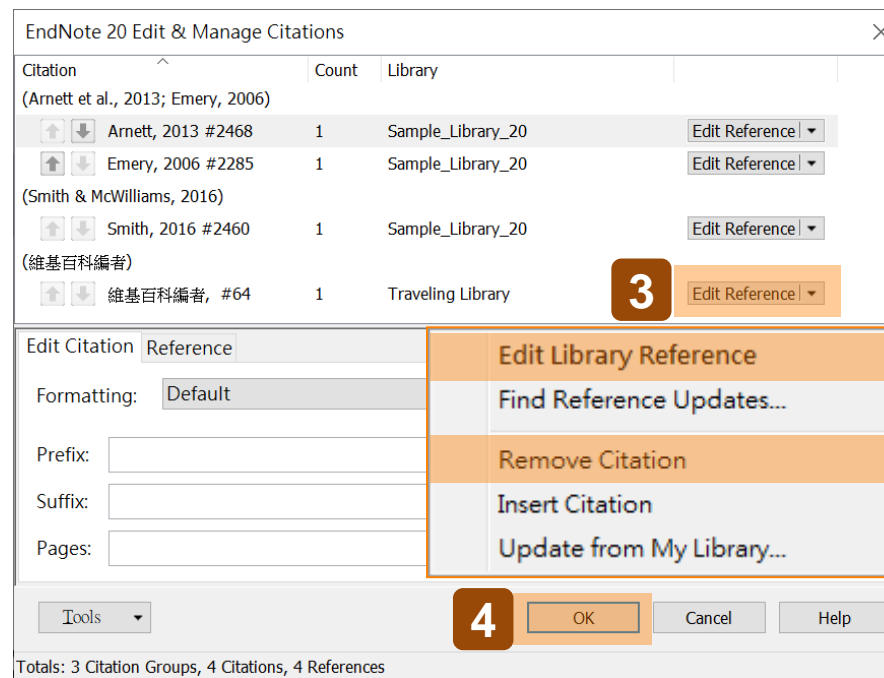 EndNote 20 Edit & Manage Citations
Citation Count Library
(Arnett et al., 2013; Emery, 2006)
Arnett, 2013 #2468 1 Sample_Library_20 Edit Reference
Emery, 2006 #2285 1 Sample_Library_20 Edit Reference
(Smith & McWilliams, 2016)
Smith, 2016 #2460 1 Sample_Library_20 Edit Reference
(維基百科編者)
維基百科編者, #64 1 Traveling Library 3 Edit Reference
Edit Citation Reference
Formatting: Default
Prefix:
Suffix:
Pages:
Edit Library Reference
Find Reference Updates...
Remove Citation
Insert Citation
Update from My Library...
Tools 4 OK Cancel Help
Totals: 3 Citation Groups, 4 Citations, 4 References